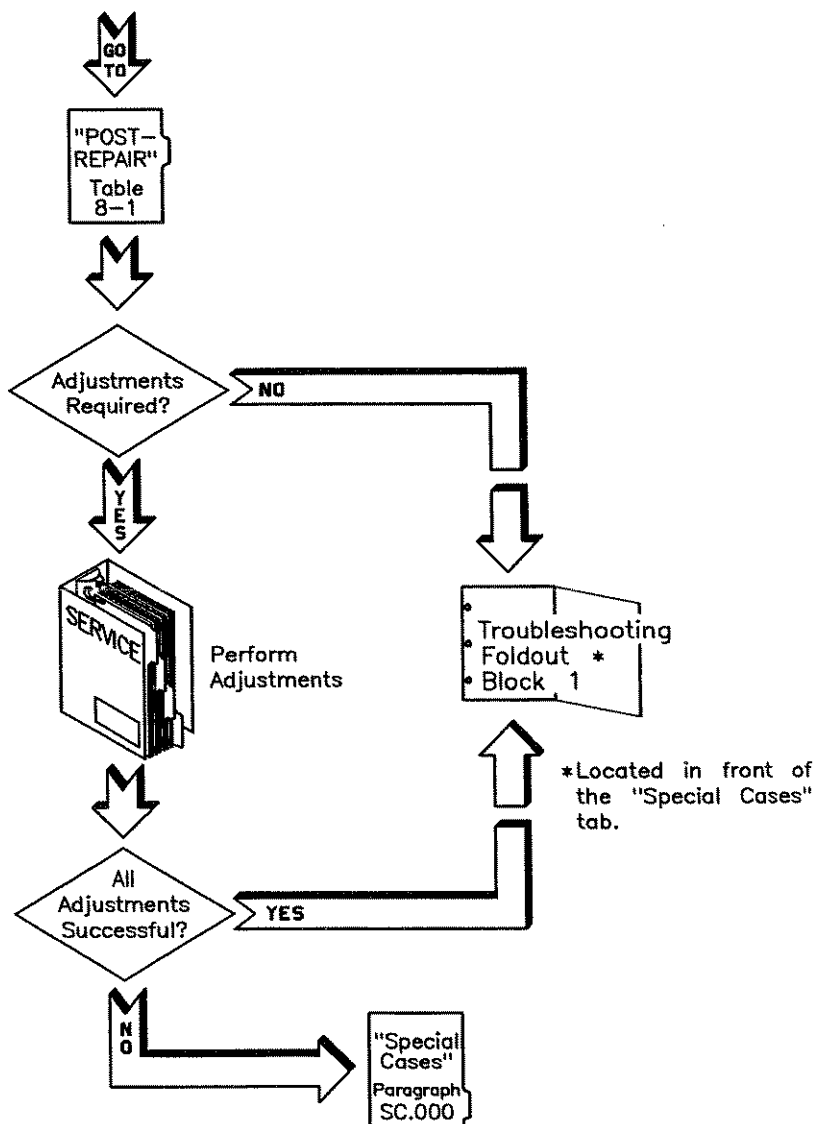 GO
TO
"POST-
REPAIR"
Table
8-1
Adjustments
Required?
NO
YES
SERVICE
Perform
Adjustments
Troubleshooting
Foldout *
Block 1
*Located in front of
the "Special Cases"
tab.
All
Adjustments
Successful?
YES
NO
"Special
Cases"
Paragraph
SC.000